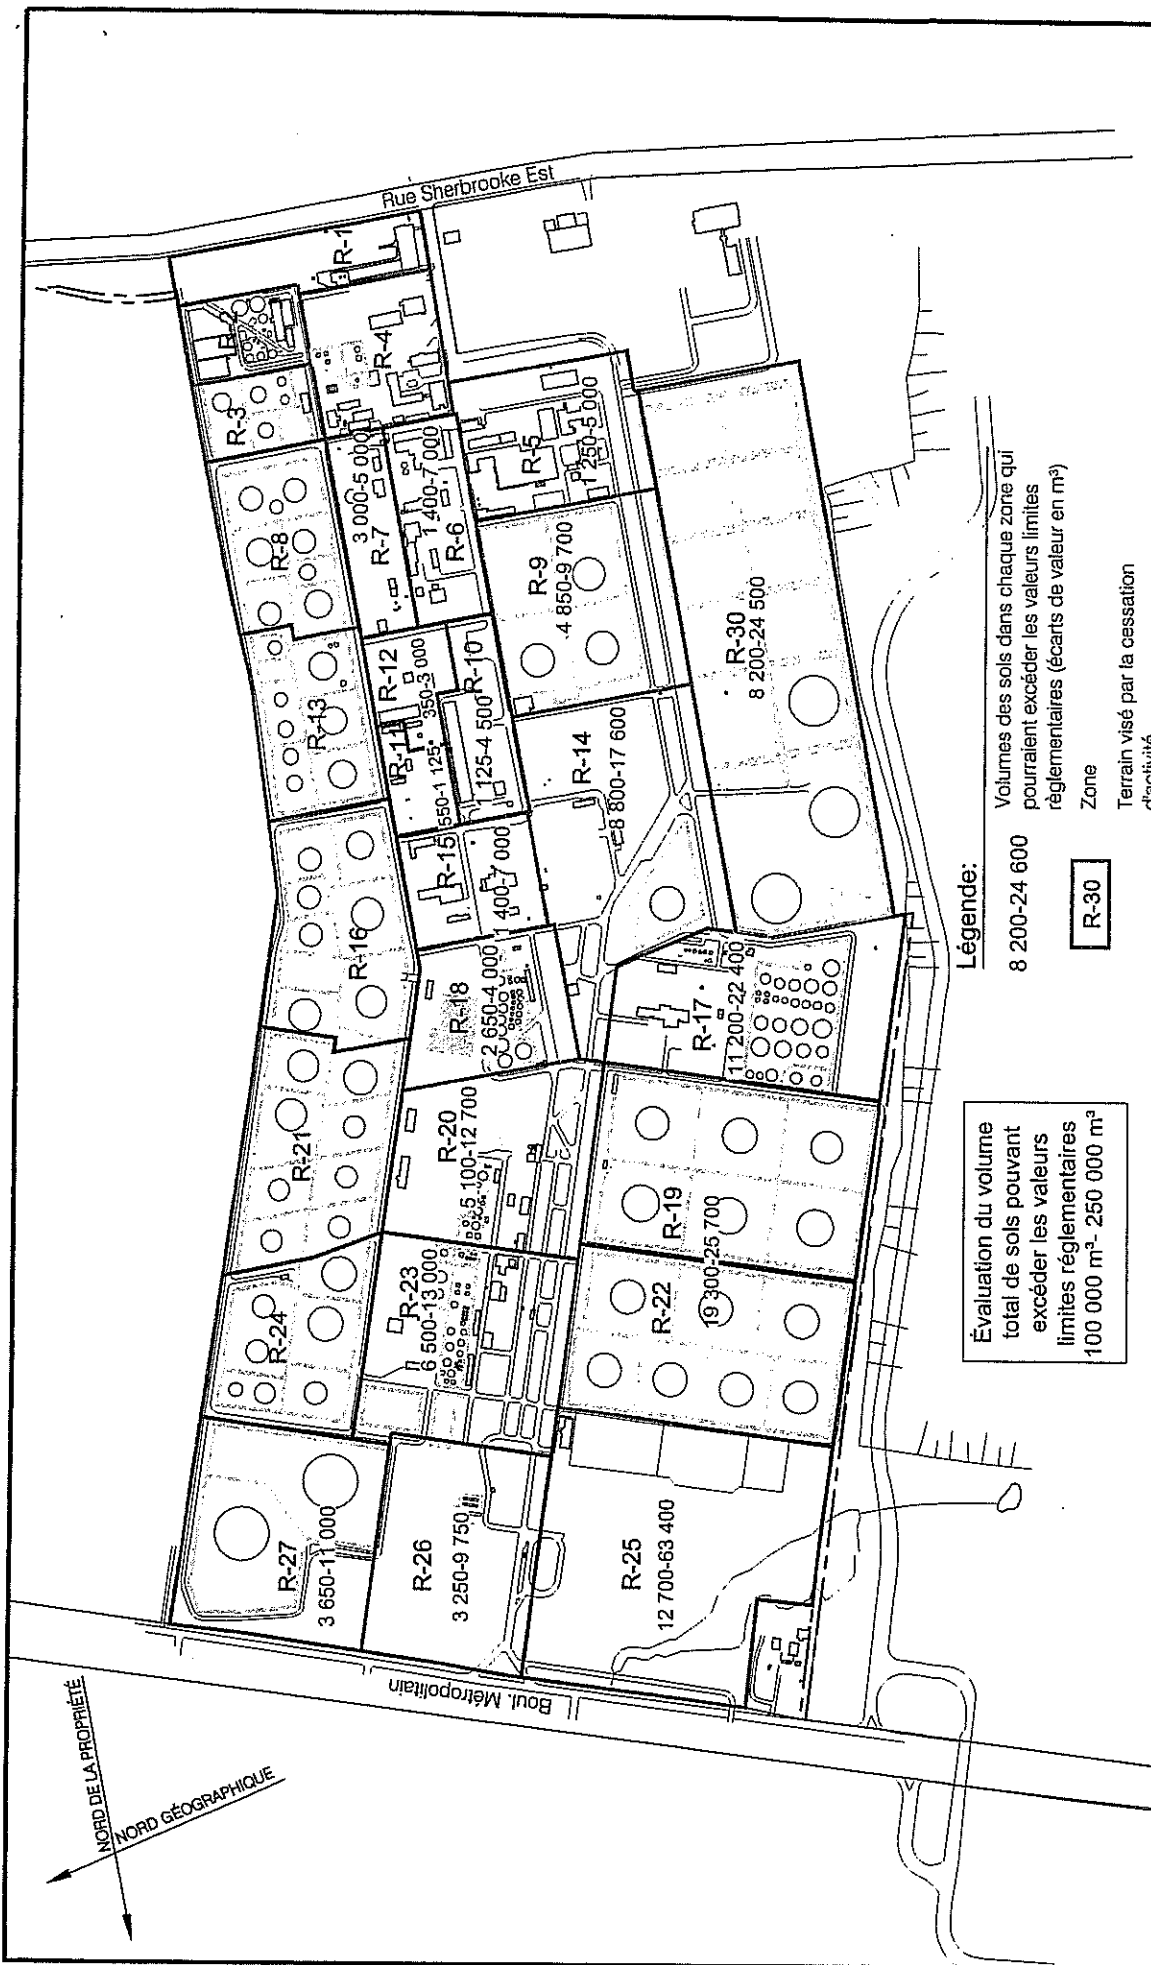 Rue Sherbrooke Est
R-1
R-2
R-3
R-4
R-5
1 250-5 000
R-6
1 400-7 000
R-7
3 000-5 000
R-8
R-9
4 850-9 700
R-10
1 125-4 500
R-11
550-1 125
R-12
350-3 000
R-13
R-14
8 800-17 600
R-15
1 400-7 000
R-16
R-17
11 200-22 400
R-18
2 650-4 000
R-19
R-20
5 100-12 700
R-21
R-22
19 300-25 700
R-23
6 500-13 000
R-24
R-25
12 700-63 400
R-26
3 250-9 750
R-27
3 650-11 000
R-30
8 200-24 500
Boul. Métropolitain
NORD DE LA PROPRIÉTÉ
NORD GÉOGRAPHIQUE
Légende:
8 200-24 600
Volumes des sols dans chaque zone qui
pourraient excéder les valeurs limites
règlementaires (écarts de valeur en m³)
R-30
Zone
Terrain visé par la cessation
d'activité
Évaluation du volume
total de sols pouvant
excéder les valeurs
limites réglementaires
100 000 m³- 250 000 m³